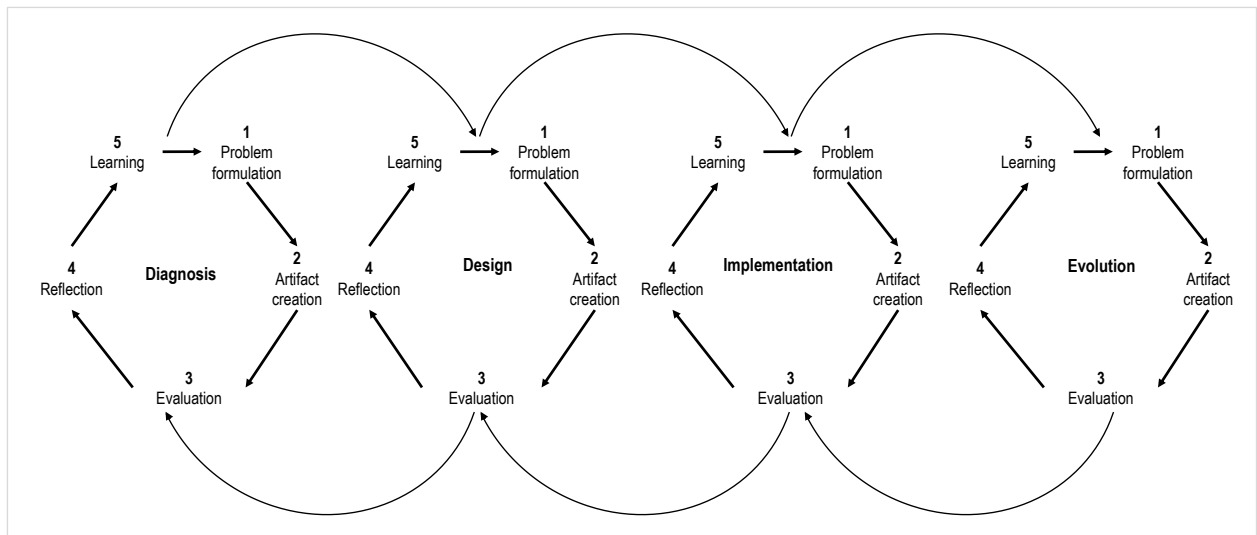 5
Learning
1
Problem
formulation
2
Artifact
creation
3
Evaluation
4
Reflection
Diagnosis
5
Learning
1
Problem
formulation
2
Artifact
creation
3
Evaluation
4
Reflection
Design
5
Learning
1
Problem
formulation
2
Artifact
creation
3
Evaluation
4
Reflection
Implementation
5
Learning
1
Problem
formulation
2
Artifact
creation
3
Evaluation
4
Reflection
Evolution